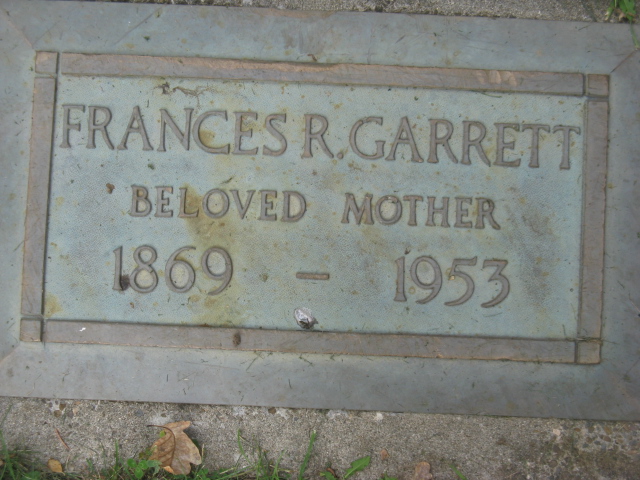 FRANCES R. GARRETT
BELOVED MOTHER
1869 – 1953